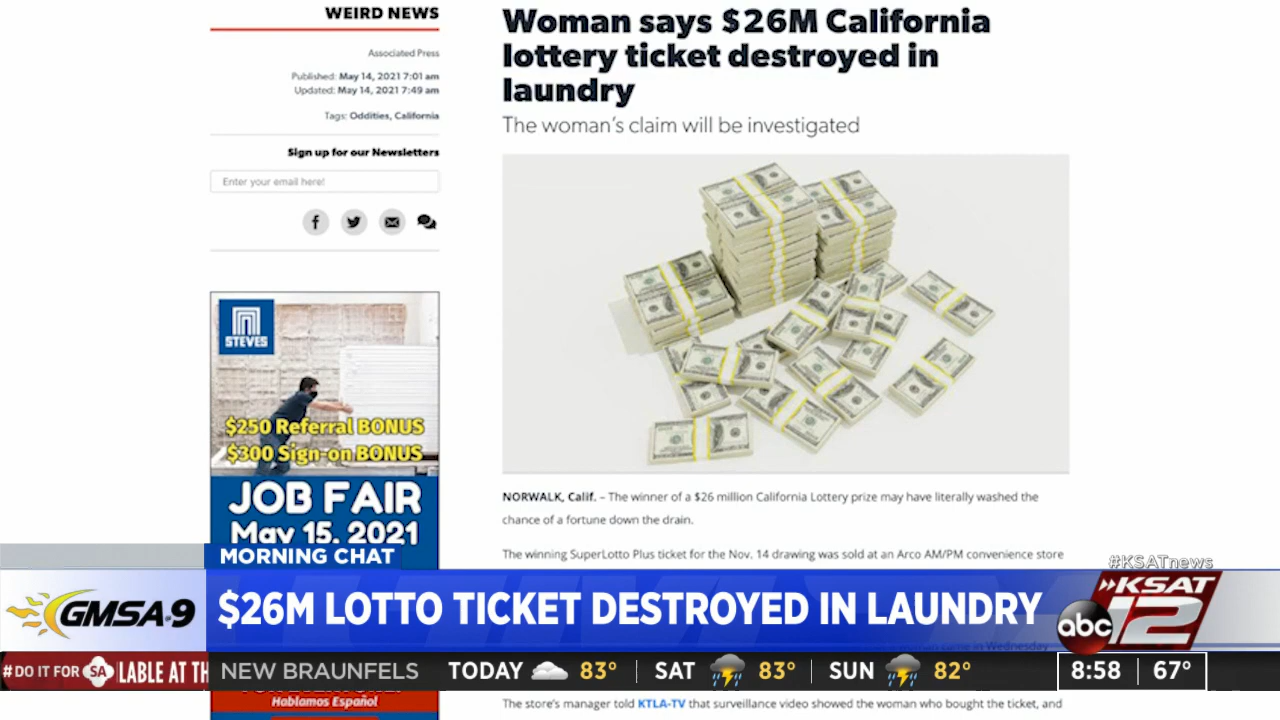 WEIRD NEWS
Associated Press
Published: May 14, 2021 7:01 am
Updated: May 14, 2021 7:49 am
Tags: Oddities, California
Sign up for our Newsletters
Enter your email here!
STEVES
$250 Referral BONUS
$300 Sign-on BONUS
JOB FAIR
May 15, 2021
Hablamos Español
Woman says $26M California
lottery ticket destroyed in
laundry
The woman's claim will be investigated
NORWALK, Calif. – The winner of a $26 million California Lottery prize may have literally washed the
chance of a fortune down the drain.
The winning SuperLotto Plus ticket for the Nov. 14 drawing was sold at an Arco AM/PM convenience store
The store's manager told KTLA-TV that surveillance video showed the woman who bought the ticket, and
MORNING CHAT
#KSATnews
GMSA@9
$26M LOTTO TICKET DESTROYED IN LAUNDRY
abc KSAT 12
#DO IT FOR SA LABLE AT TH
NEW BRAUNFELS TODAY 83° SAT 83° SUN 82°
8:58 67°